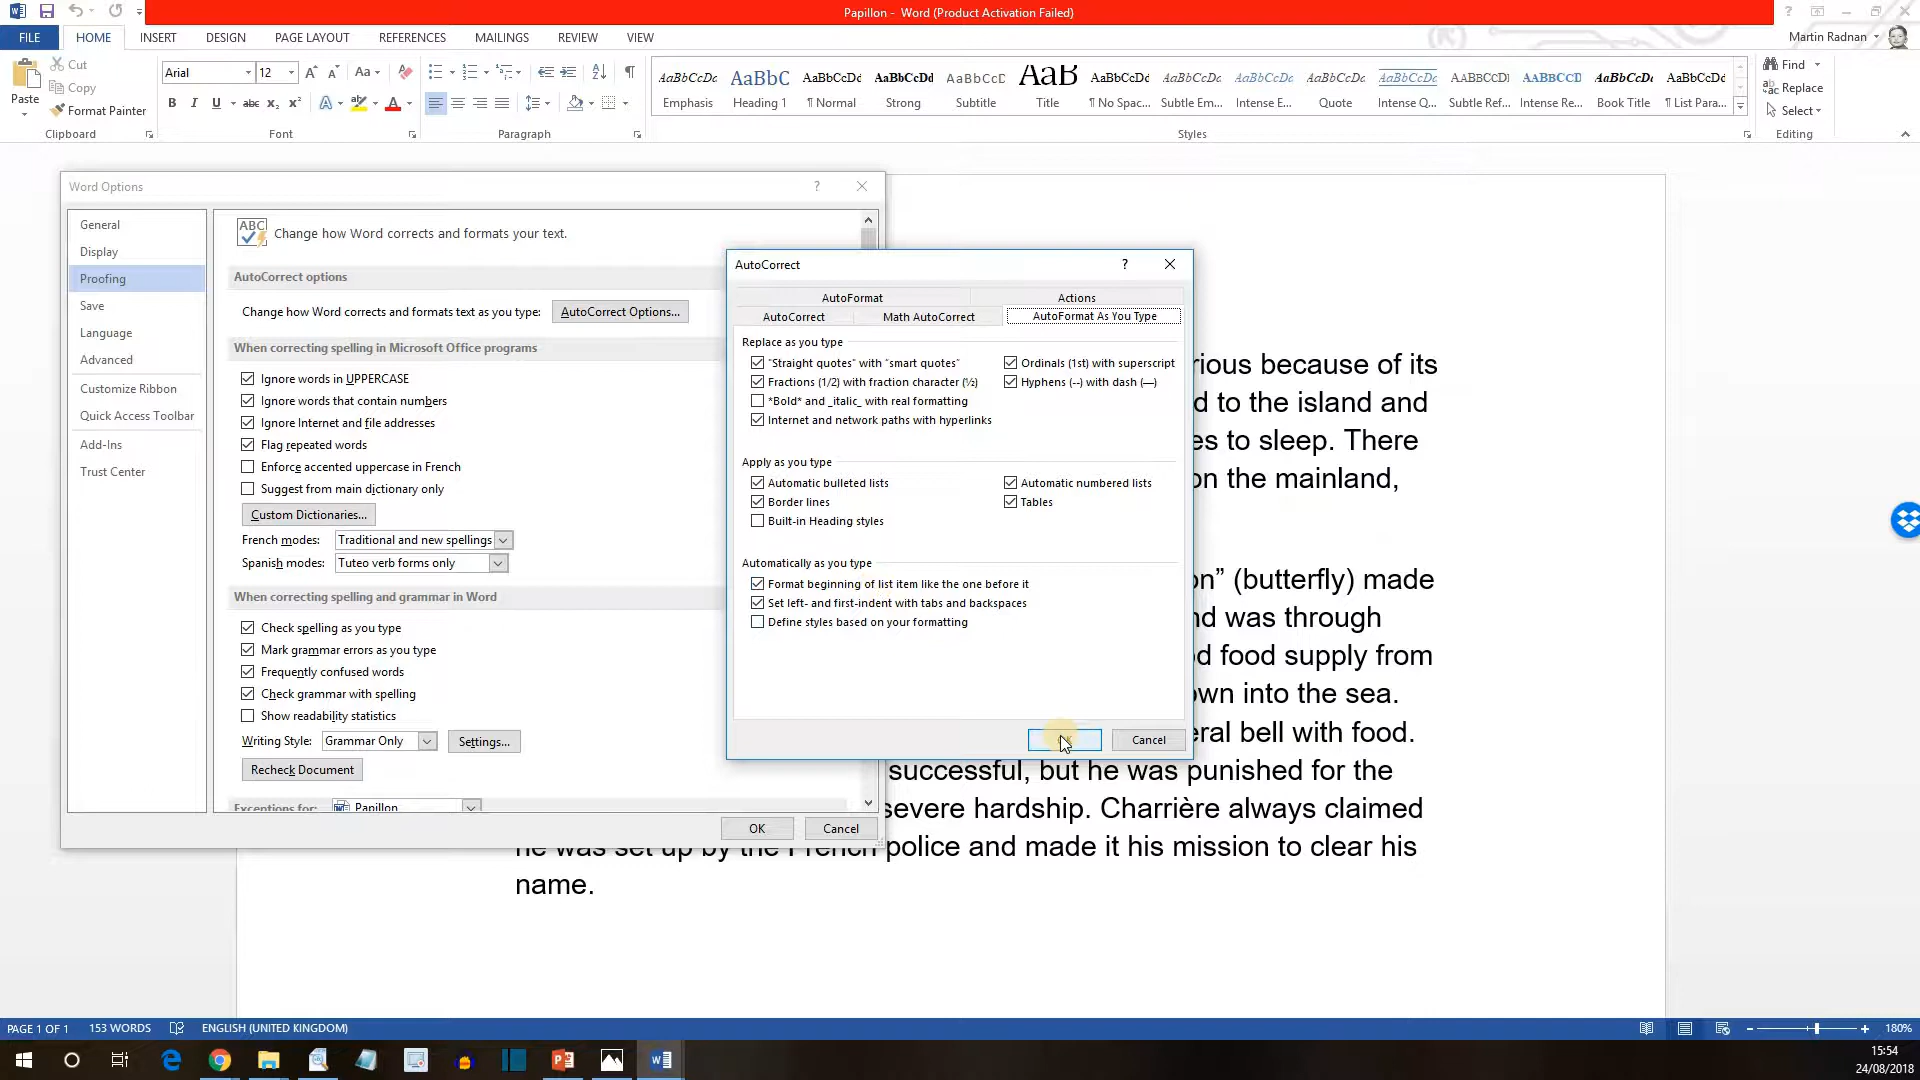 Papillon - Word (Product Activation Failed)
FILE HOME INSERT DESIGN PAGE LAYOUT REFERENCES MAILINGS REVIEW VIEW
Martin Radnan
Paste
Cut
Copy
Format Painter
Clipboard
Arial 12
Font
Paragraph
AaBbCcDc AaBbC AaBbCcDd AaBbCcDd AaBbCcD AaB AaBbCcDd AaBbCcDc AaBbCcDc AaBbCcDc AaBbCcDc AABBCCDI AABBCCD AaBbCcDc AaBbCcDd
Emphasis Heading 1 ¶ Normal Strong Subtitle Title ¶ No Spac... Subtle Em... Intense E... Quote Intense Q... Subtle Ref... Intense Re... Book Title ¶ List Para...
Styles
Find
Replace
Select
Editing
Word Options
General
Display
Proofing
Save
Language
Advanced
Customize Ribbon
Quick Access Toolbar
Add-Ins
Trust Center
Change how Word corrects and formats your text.
AutoCorrect options
Change how Word corrects and formats text as you type: AutoCorrect Options...
When correcting spelling in Microsoft Office programs
Ignore words in UPPERCASE
Ignore words that contain numbers
Ignore Internet and file addresses
Flag repeated words
Enforce accented uppercase in French
Suggest from main dictionary only
Custom Dictionaries...
French modes: Traditional and new spellings
Spanish modes: Tuteo verb forms only
When correcting spelling and grammar in Word
Check spelling as you type
Mark grammar errors as you type
Frequently confused words
Check grammar with spelling
Show readability statistics
Writing Style: Grammar Only Settings...
Recheck Document
Exceptions for: Papillon
OK Cancel
AutoCorrect
AutoFormat Actions
AutoCorrect Math AutoCorrect AutoFormat As You Type
Replace as you type
"Straight quotes" with “smart quotes” Ordinals (1st) with superscript
Fractions (1/2) with fraction character (½) Hyphens (--) with dash (—)
*Bold* and _italic_ with real formatting
Internet and network paths with hyperlinks
Apply as you type
Automatic bulleted lists Automatic numbered lists
Border lines Tables
Built-in Heading styles
Automatically as you type
Format beginning of list item like the one before it
Set left- and first-indent with tabs and backspaces
Define styles based on your formatting
Cancel
rious because of its
d to the island and
es to sleep. There
on the mainland,
on” (butterfly) made
nd was through
d food supply from
own into the sea.
eral bell with food.
successful, but he was punished for the
severe hardship. Charrière always claimed
he was set up by the French police and made it his mission to clear his
name.
PAGE 1 OF 1 153 WORDS ENGLISH (UNITED KINGDOM) 180%
15:54
24/08/2018